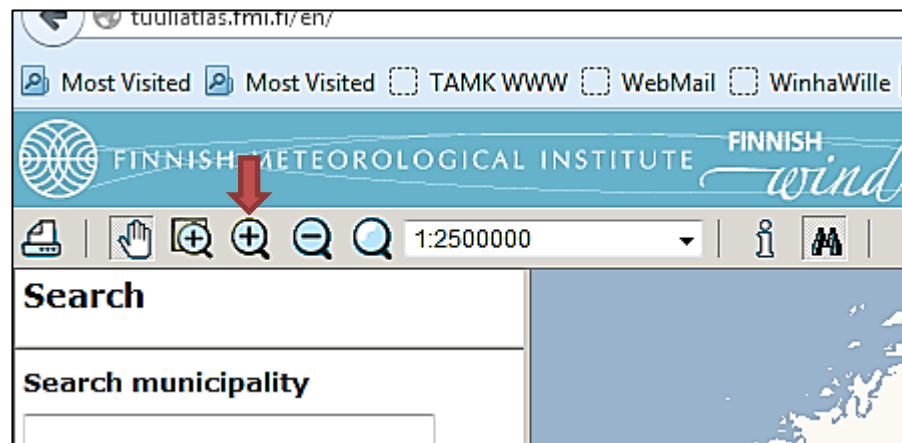 tuuliatlas.fmi.fi/en/
Most Visited Most Visited TAMK WWW WebMail WinhaWille
FINNISH METEOROLOGICAL INSTITUTE FINNISH
wind
1:2500000
Search
Search municipality